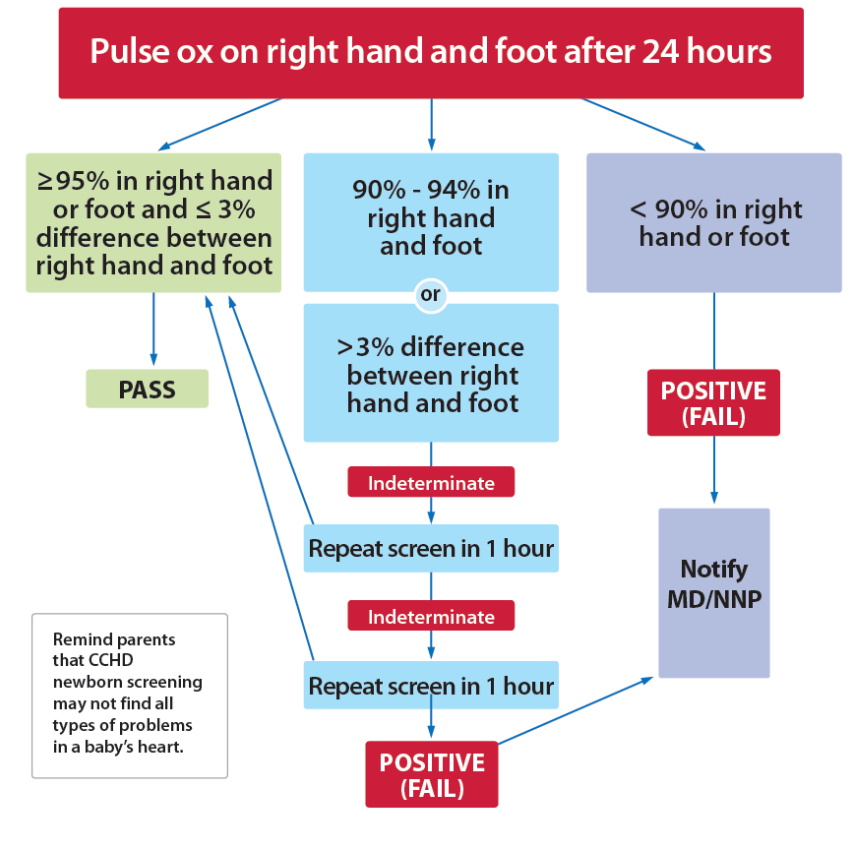 Pulse ox on right hand and foot after 24 hours
≥95% in right hand
or foot and ≤ 3%
difference between
right hand and foot
PASS
90% - 94% in
right hand
and foot
or
>3% difference
between right
hand and foot
Indeterminate
Repeat screen in 1 hour
Indeterminate
Repeat screen in 1 hour
POSITIVE
(FAIL)
< 90% in right
hand or foot
POSITIVE
(FAIL)
Notify
MD/NNP
Remind parents
that CCHD
newborn screening
may not find all
types of problems
in a baby’s heart.